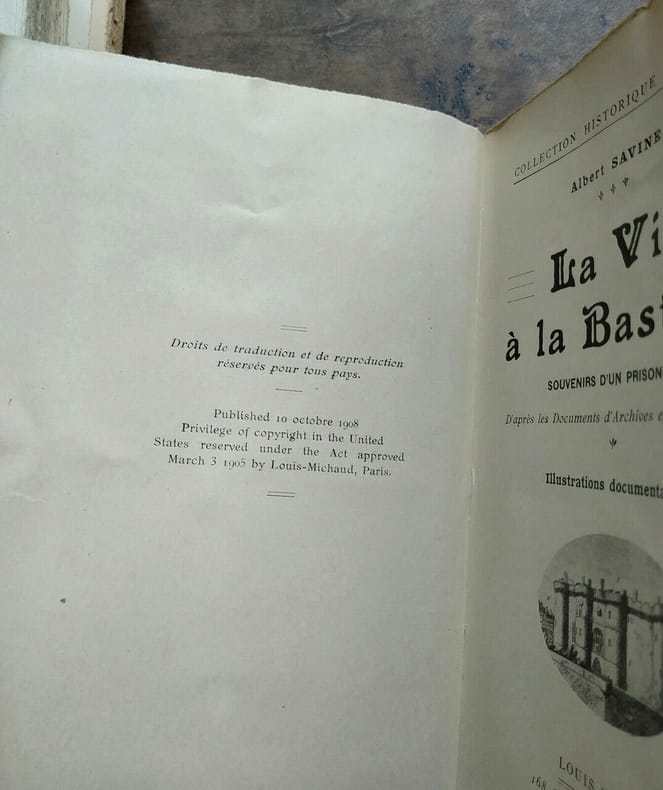 Droits de traduction et de reproduction
réservés pour tous pays.
Published 10 octobre 1908
Privilege of copyright in the United
States reserved under the Act approved
March 3 1905 by Louis-Michaud, Paris.
COLLECTION HISTORIQUE
Albert SAVINE
La Vi
à la Bast
SOUVENIRS D'UN PRISON
D'après les Documents d'Archives e
Illustrations documenta
LOUIS
168